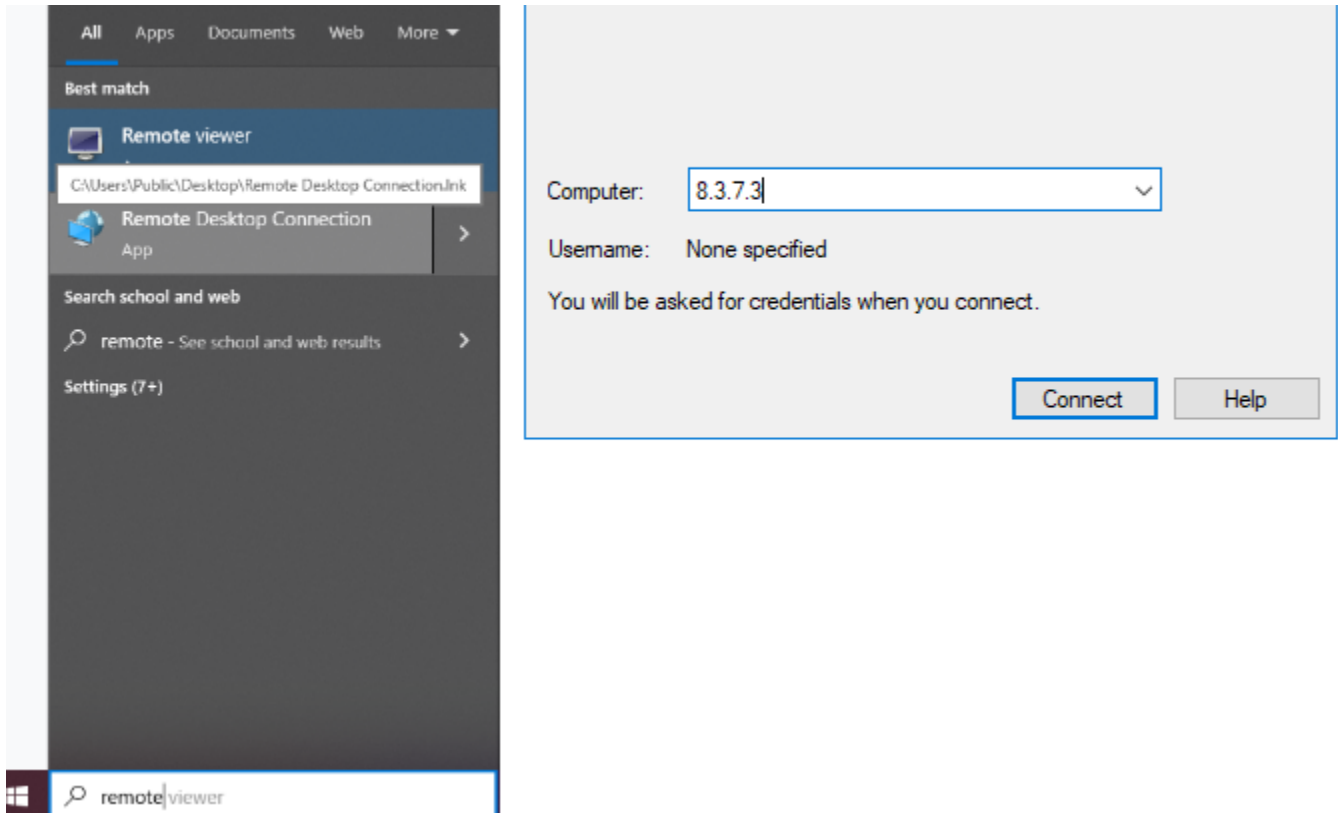 All Apps Documents Web More
Best match
Remote viewer
C:\Users\Public\Desktop\Remote Desktop Connection.lnk
Remote Desktop Connection
App
Search school and web
remote - See school and web results
Settings (7+)
remote viewer
Computer: 8.3.7.3
Username: None specified
You will be asked for credentials when you connect.
Connect Help